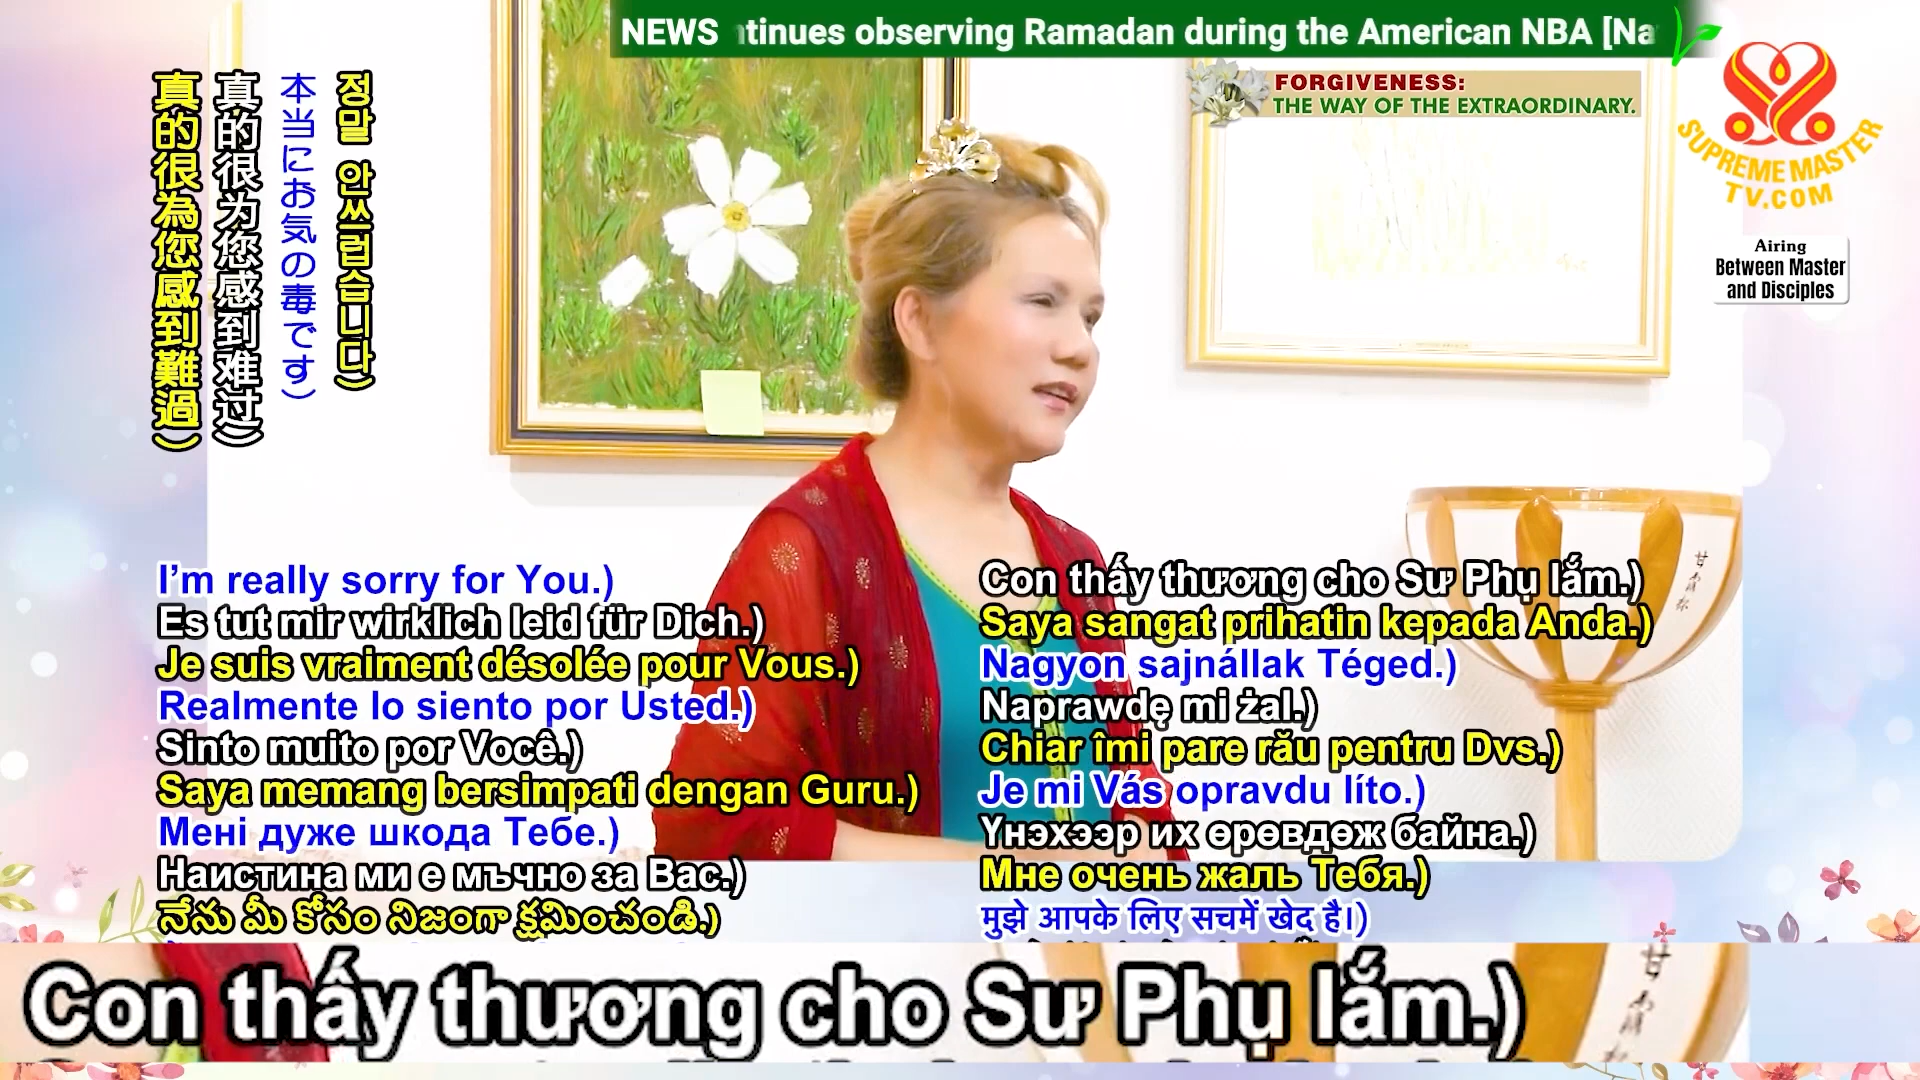 NEWS ntinues observing Ramadan during the American NBA [Na
FORGIVENESS:
THE WAY OF THE EXTRAORDINARY.
SUPREME MASTER
TV.COM
Airing
Between Master
and Disciples
정말 안쓰럽습니다)
本当にお気の毒です)
真的很为您感到难过)
真的很為您感到難過)
I'm really sorry for You.)
Es tut mir wirklich leid für Dich.)
Je suis vraiment désolée pour Vous.)
Realmente lo siento por Usted.)
Sinto muito por Você.)
Saya memang bersimpati dengan Guru.)
Мені дуже шкода Тебе.)
Наистина ми е мъчно за Вас.)
నేను మీ కోసం నిజంగా క్షమించండి.)
Con thấy thương cho Sư Phụ lắm.)
Saya sangat prihatin kepada Anda.)
Nagyon sajnállak Téged.)
Naprawdę mi żal.)
Chiar îmi pare rău pentru Dvs.)
Je mi Vás opravdu líto.)
Үнэхээр их өрөвдөж байна.)
Мне очень жаль Тебя.)
मुझे आपके लिए सचमें खेद है।)
Con thấy thương cho Sư Phụ lắm.)